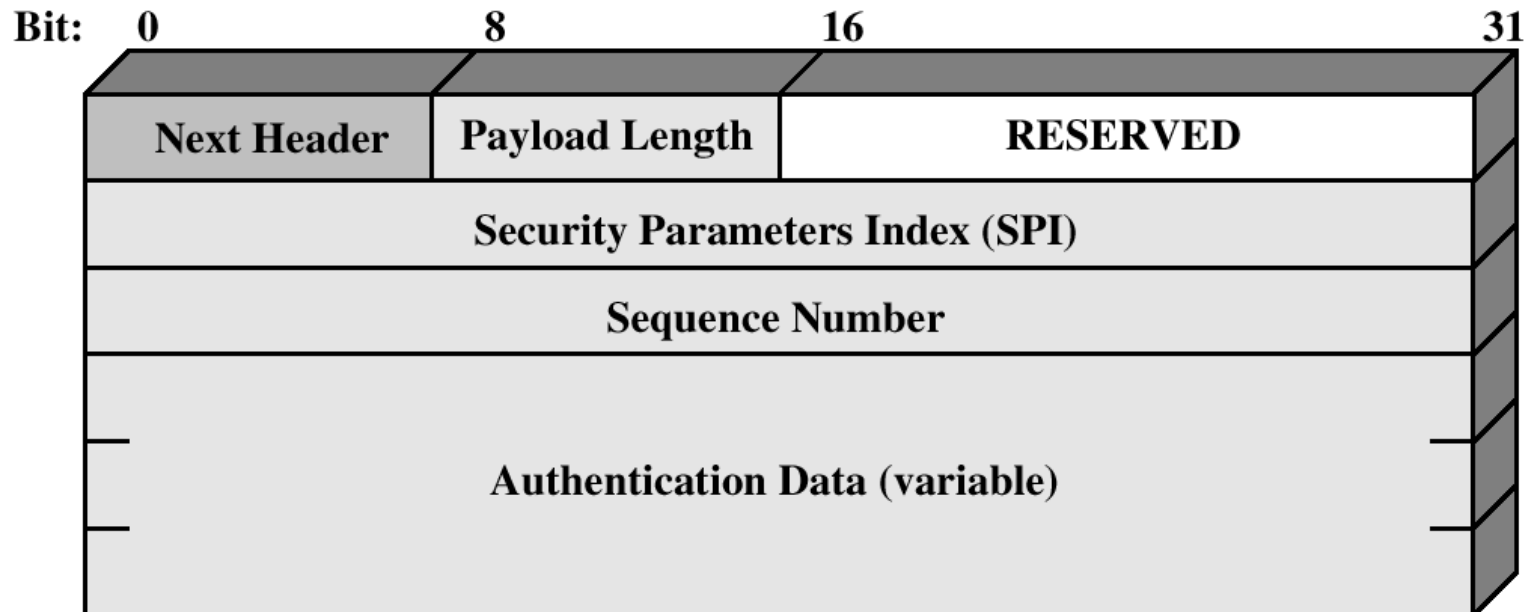 Bit: 0 8 16 31
Next Header Payload Length RESERVED
Security Parameters Index (SPI)
Sequence Number
Authentication Data (variable)